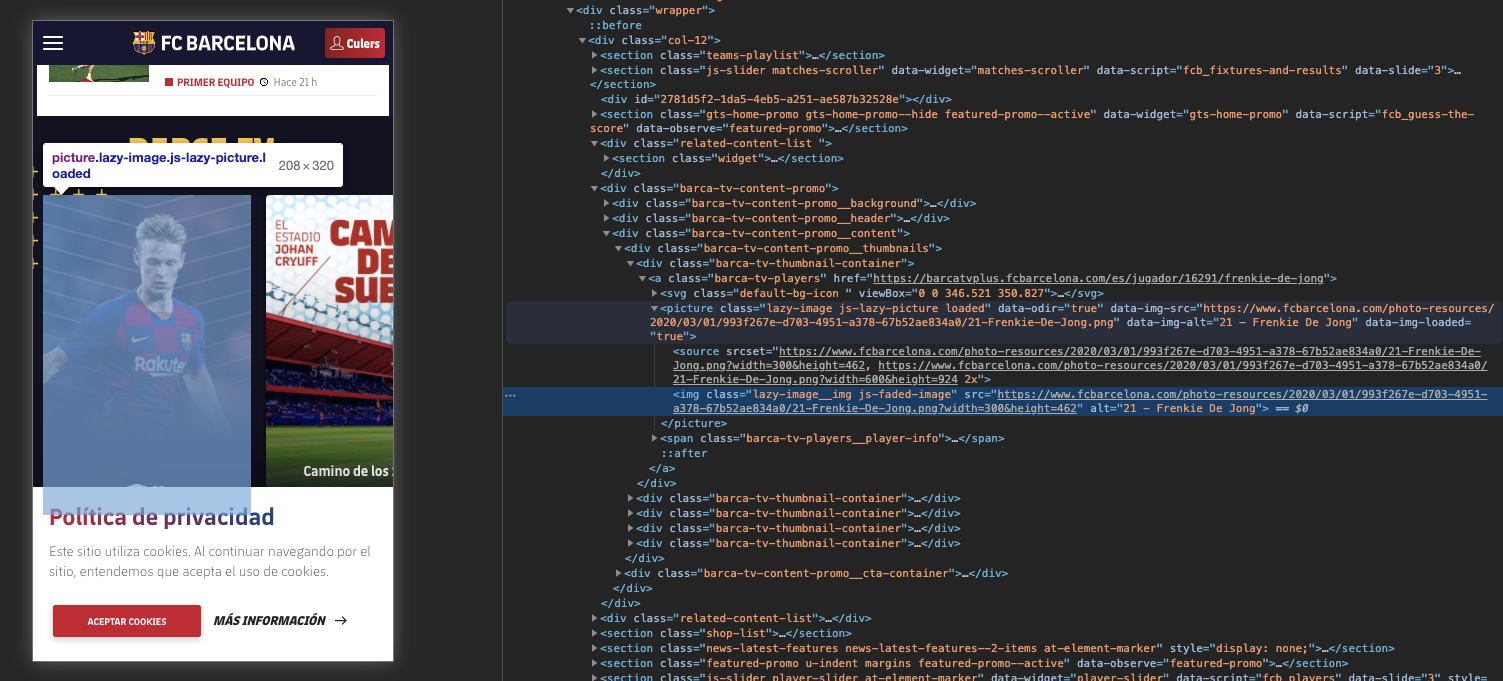 FC BARCELONA
Culers
PRIMER EQUIPO Hace 21 h
picture.lazy-image.js-lazy-picture.l
oaded
208 × 320
Rakuten
EL
ESTADIO
JOHAN
CRYUFF
Camino de los
Política de privacidad
Este sitio utiliza cookies. Al continuar navegando por el
sitio, entendemos que acepta el uso de cookies.
ACEPTAR COOKIES
MÁS INFORMACIÓN →
▼<div class="wrapper">
::before
▼<div class="col-12">
▶<section class="teams-playlist">…</section>
▶<section class="js-slider matches-scroller" data-widget="matches-scroller" data-script="fcb_fixtures-and-results" data-slide="3">…
</section>
<div id="2781d5f2-1da5-4eb5-a251-ae587b32528e"></div>
▶<section class="gts-home-promo gts-home-promo--hide featured-promo--active" data-widget="gts-home-promo" data-script="fcb_guess-the-
score" data-observe="featured-promo">…</section>
▼<div class="related-content-list ">
▶<section class="widget">…</section>
</div>
▼<div class="barca-tv-content-promo">
▶<div class="barca-tv-content-promo__background">…</div>
▶<div class="barca-tv-content-promo__header">…</div>
▼<div class="barca-tv-content-promo__content">
▼<div class="barca-tv-content-promo__thumbnails">
▼<div class="barca-tv-thumbnail-container">
▼<a class="barca-tv-players" href="https://barcatvplus.fcbarcelona.com/es/jugador/16291/frenkie-de-jong">
▶<svg class="default-bg-icon " viewBox="0 0 346.521 350.827">…</svg>
▼<picture class="lazy-image js-lazy-picture loaded" data-odir="true" data-img-src="https://www.fcbarcelona.com/photo-resources/
2020/03/01/993f267e-d703-4951-a378-67b52ae834a0/21-Frenkie-De-Jong.png" data-img-alt="21 – Frenkie De Jong" data-img-loaded=
"true">
<source srcset="https://www.fcbarcelona.com/photo-resources/2020/03/01/993f267e-d703-4951-a378-67b52ae834a0/21-Frenkie-De-
Jong.png?width=300&height=462, https://www.fcbarcelona.com/photo-resources/2020/03/01/993f267e-d703-4951-a378-67b52ae834a0/
21-Frenkie-De-Jong.png?width=600&height=924 2x">
<img class="lazy-image__img js-faded-image" src="https://www.fcbarcelona.com/photo-resources/2020/03/01/993f267e-d703-4951-
a378-67b52ae834a0/21-Frenkie-De-Jong.png?width=300&height=462" alt="21 – Frenkie De Jong"> == $0
</picture>
▶<span class="barca-tv-players__player-info">…</span>
::after
</a>
</div>
▶<div class="barca-tv-thumbnail-container">…</div>
▶<div class="barca-tv-thumbnail-container">…</div>
▶<div class="barca-tv-thumbnail-container">…</div>
▶<div class="barca-tv-thumbnail-container">…</div>
</div>
▶<div class="barca-tv-content-promo__cta-container">…</div>
</div>
</div>
▶<div class="related-content-list">…</div>
▶<section class="shop-list">…</section>
▶<section class="news-latest-features news-latest-features--2-items at-element-marker" style="display: none;">…</section>
▶<section class="featured-promo u-indent margins featured-promo--active" data-observe="featured-promo">…</section>
▶<section class="js-slider player-slider at-element-marker" data-widget="player-slider" data-script="fcb_players" data-slide="3" style=